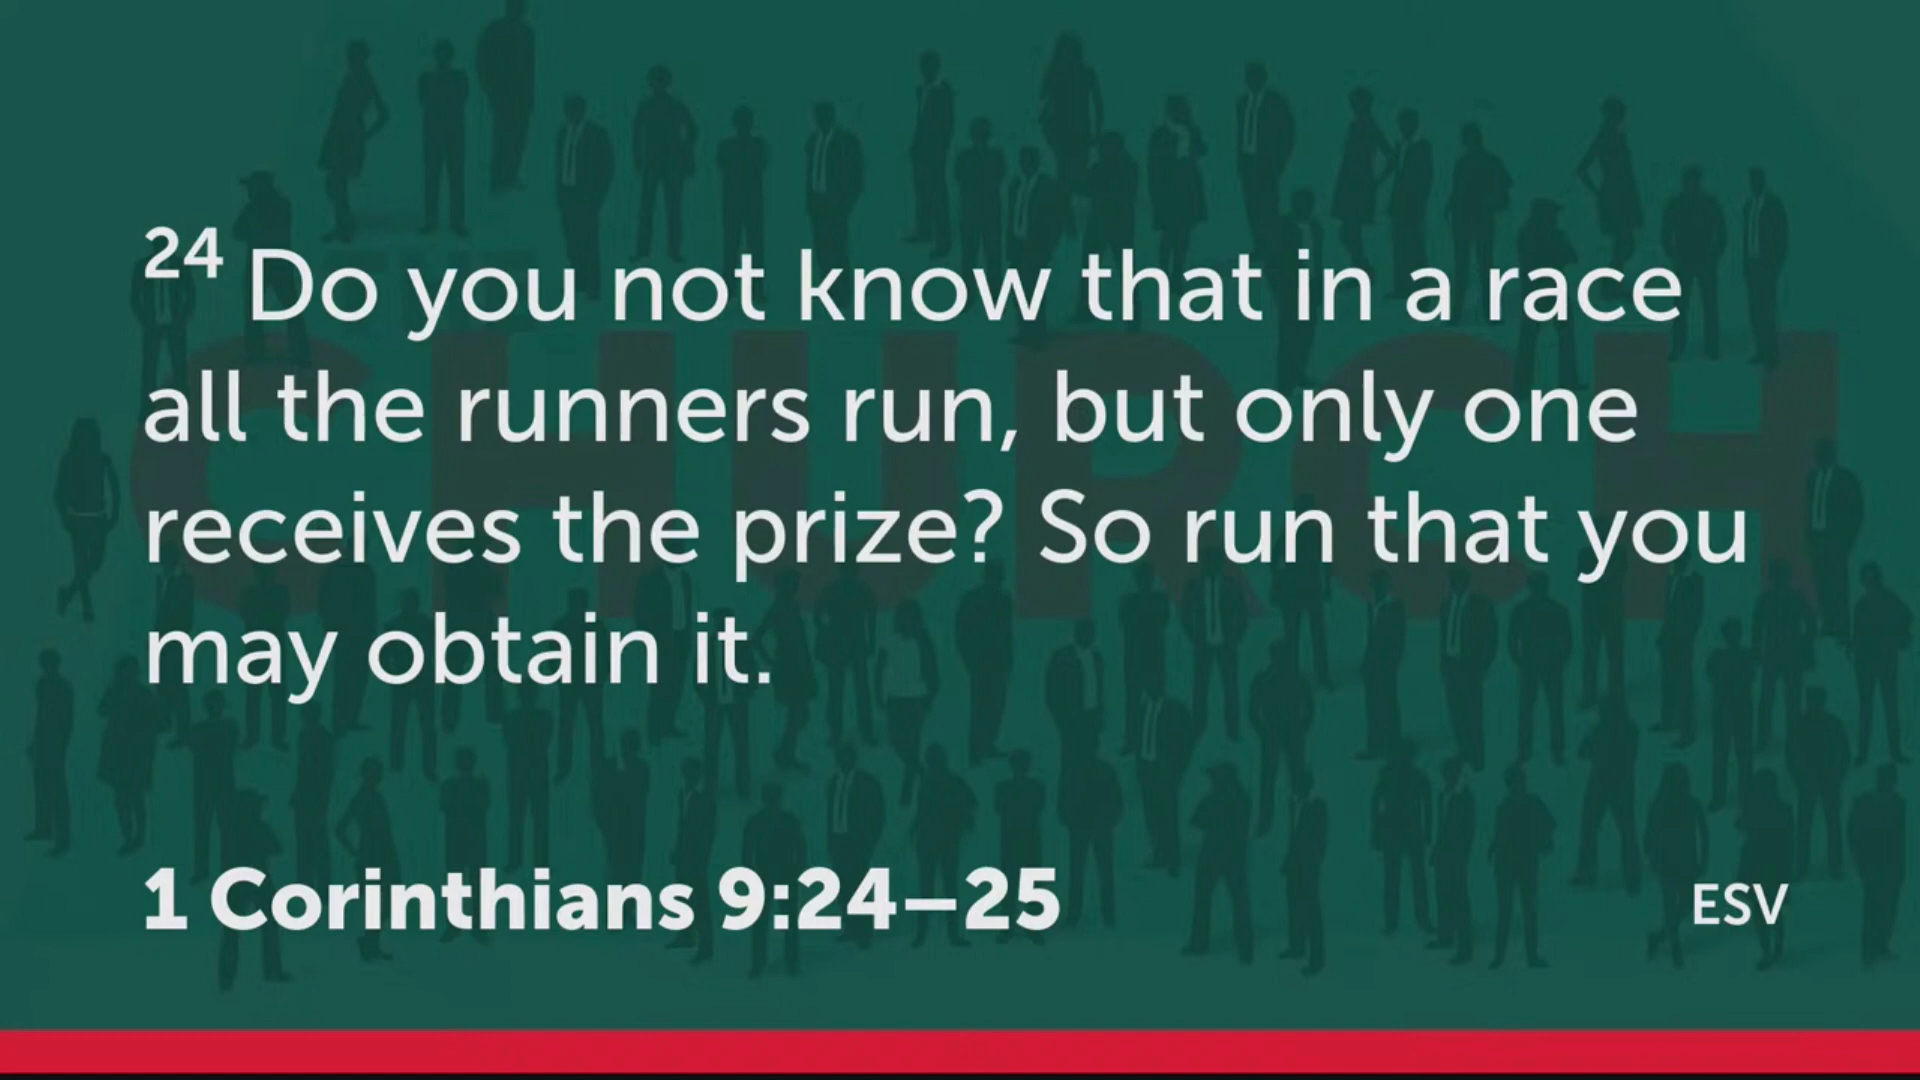 24 Do you not know that in a race
all the runners run, but only one
receives the prize? So run that you
may obtain it.
CHURCH
1 Corinthians 9:24–25
ESV